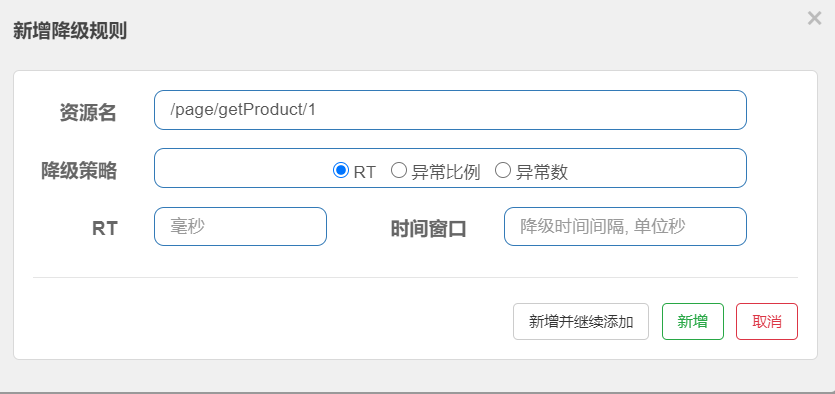 新增降级规则
×
资源名 /page/getProduct/1
降级策略 RT 异常比例 异常数
RT 毫秒 时间窗口 降级时间间隔, 单位秒
新增并继续添加 新增 取消